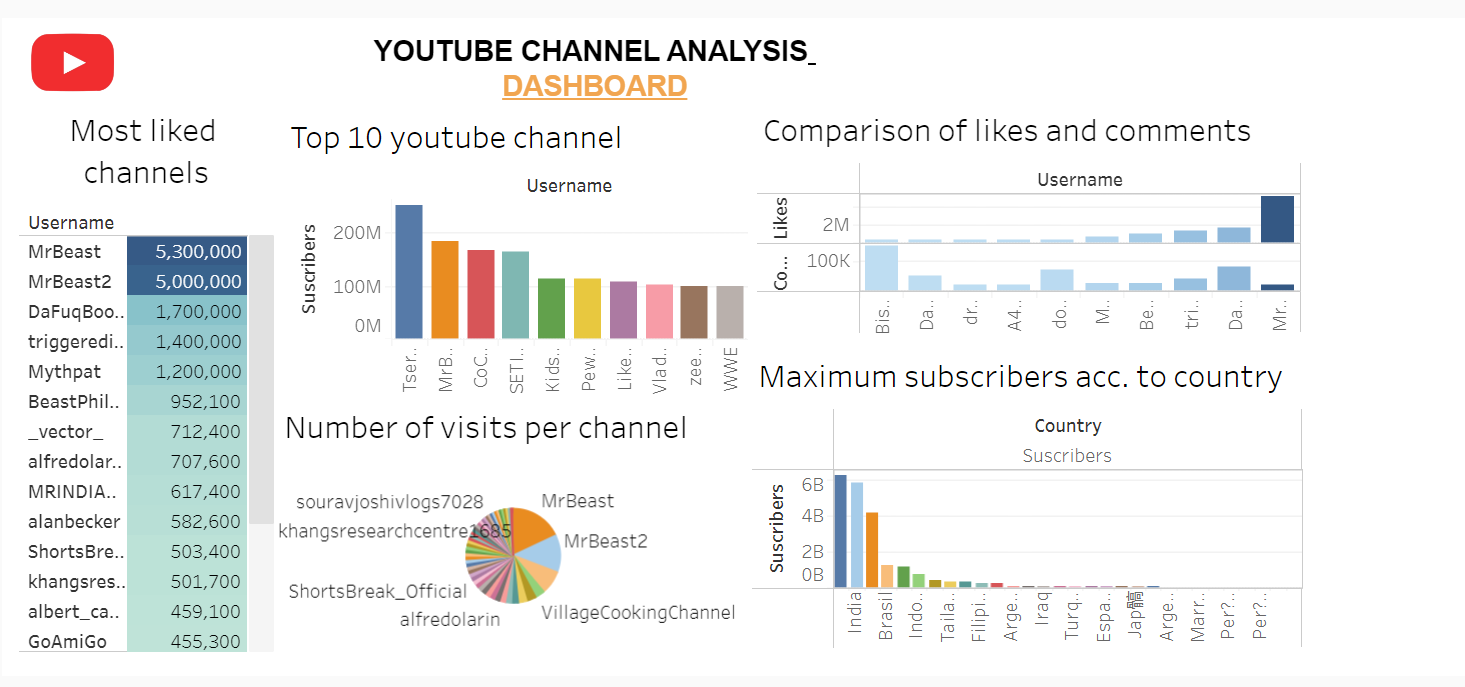 YOUTUBE CHANNEL ANALYSIS
DASHBOARD
Most liked
channels
Username
MrBeast 5,300,000
MrBeast2 5,000,000
DaFuqBoo.. 1,700,000
triggeredi.. 1,400,000
Mythpat 1,200,000
BeastPhil.. 952,100
_vector_ 712,400
alfredolar.. 707,600
MRINDIA.. 617,400
alanbecker 582,600
ShortsBre.. 503,400
khangsres.. 501,700
albert_ca.. 459,100
GoAmiGo 455,300
Top 10 youtube channel
Username
Suscribers
200M
100M
0M
Tser..
MrB..
CoC..
SETI..
Kids..
Pew..
Like..
Vlad..
zee..
WWE
Number of visits per channel
souravjoshivlogs7028
MrBeast
khangsresearchcentre1685
MrBeast2
ShortsBreak_Official
VillageCookingChannel
alfredolarin
Comparison of likes and comments
Username
Likes
2M
Co...
100K
Bis..
Da..
dr..
A4..
do..
M..
Be..
tri..
Da..
Mr..
Maximum subscribers acc. to country
Country
Suscribers
Suscribers
6B
4B
2B
0B
India
Brasil
Indo..
Taila..
Filipi..
Arge..
Iraq
Turq..
Espa..
Arge..
Marr..
Per?..
Per?..